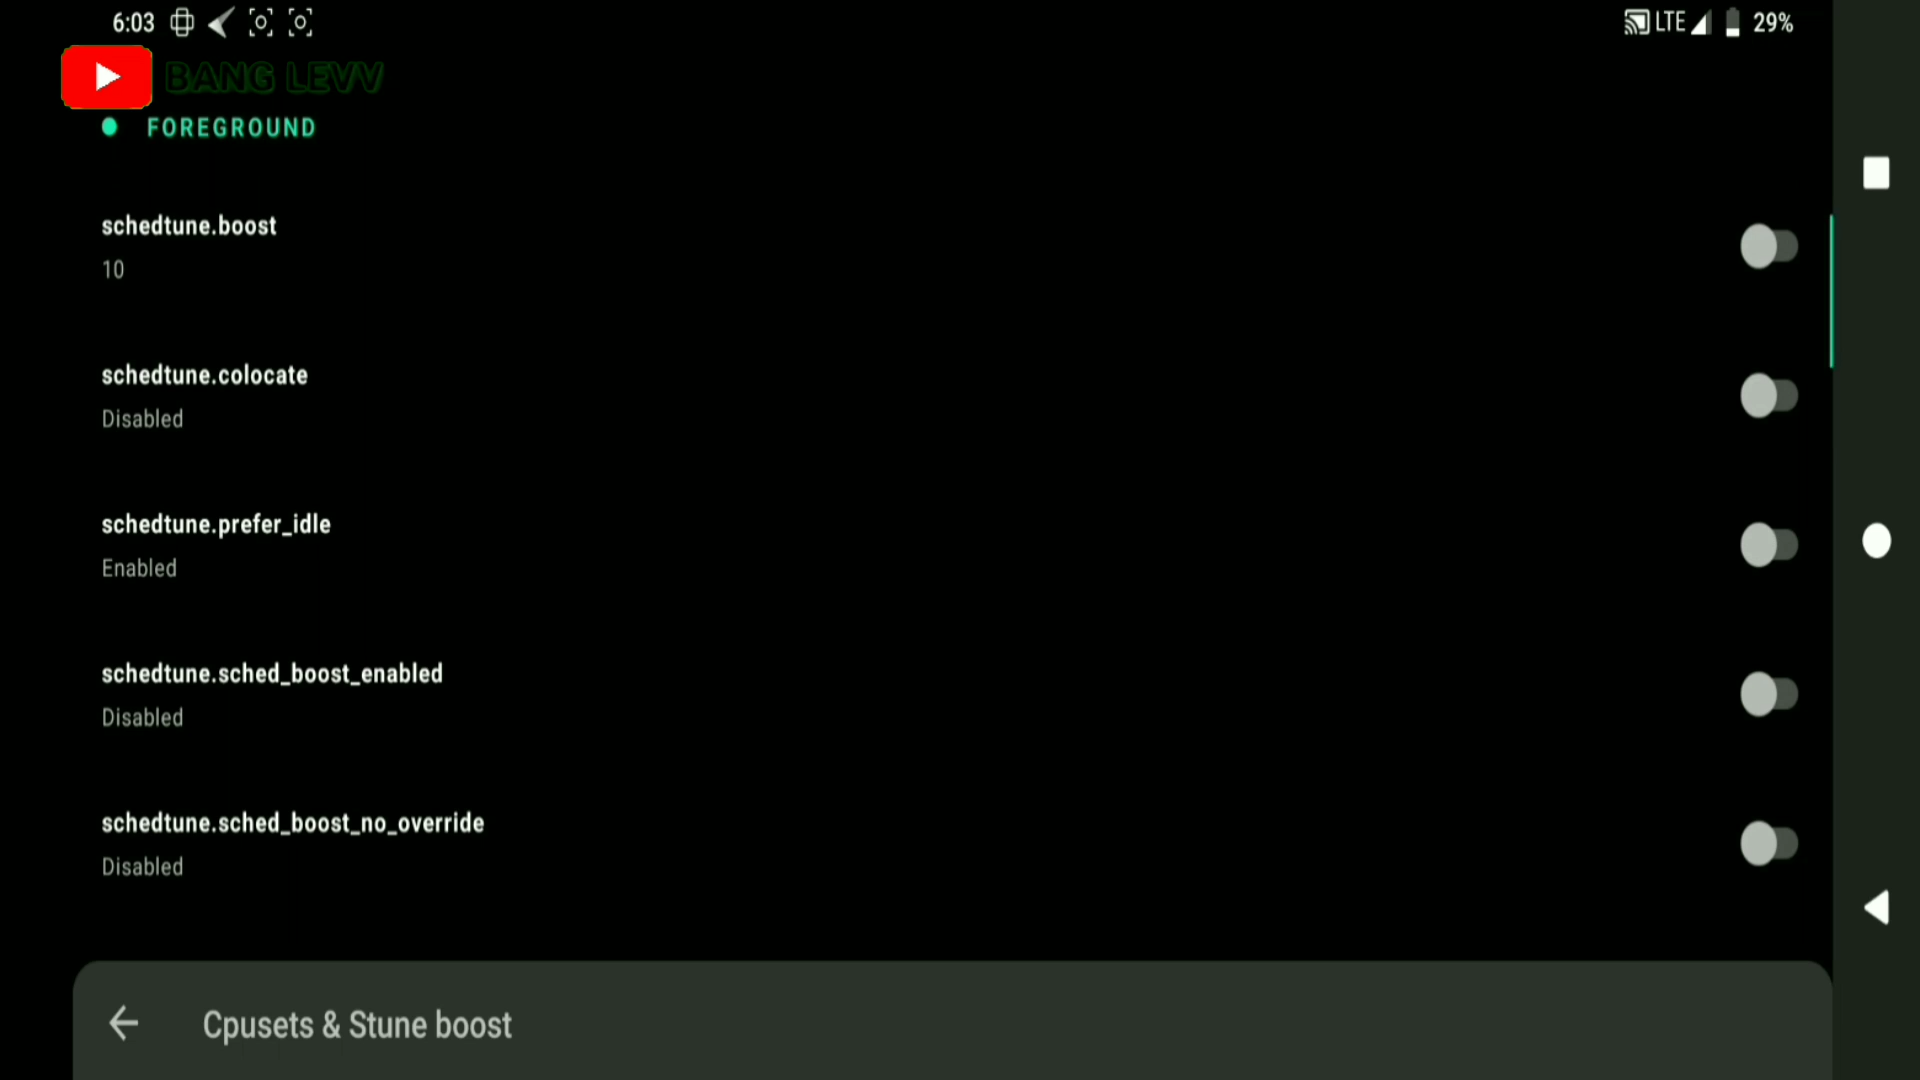 6:03 LTE 29%
BANG LEVV
FOREGROUND
schedtune.boost
10
schedtune.colocate
Disabled
schedtune.prefer_idle
Enabled
schedtune.sched_boost_enabled
Disabled
schedtune.sched_boost_no_override
Disabled
Cpusets & Stune boost